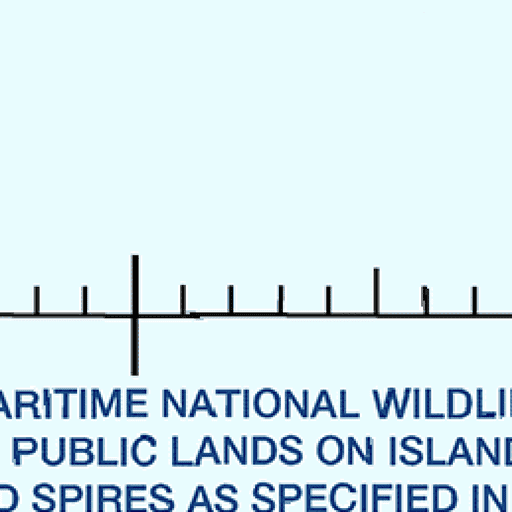 ARITIME NATIONAL WILDLI
PUBLIC LANDS ON ISLAND
D SPIRES AS SPECIFIED IN